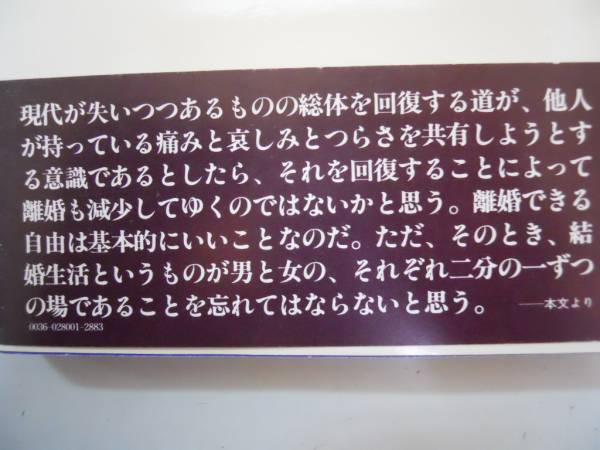 現代が失いつつあるものの総体を回復する道が、他人
が持っている痛みと哀しみとつらさを共有しようとす
る意識であるとしたら、それを回復することによって
離婚も減少してゆくのではないかと思う。離婚できる
自由は基本的にいいことなのだ。ただ、そのとき、結
婚生活というものが男と女の、それぞれ二分の一ずつ
の場であることを忘れてはならないと思う。 ──本文より
0036-028001-2883